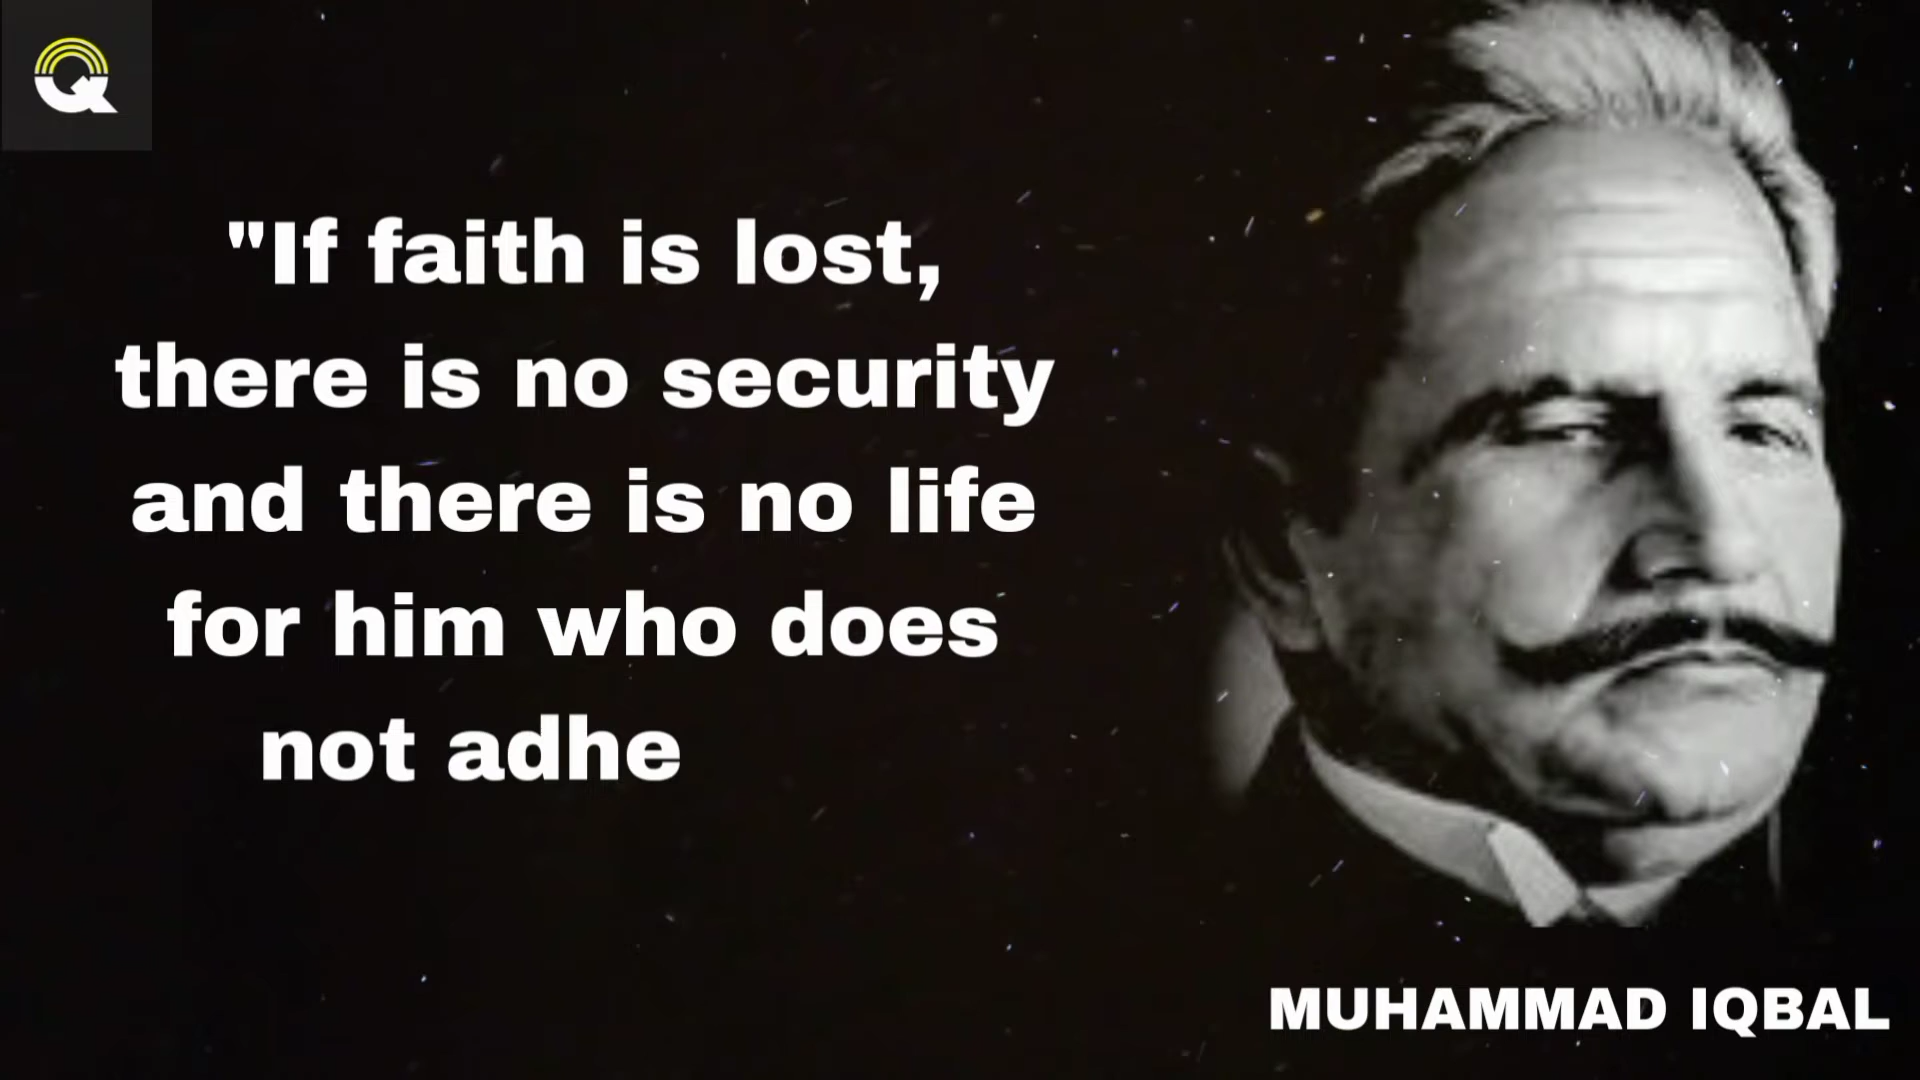 "If faith is lost,
there is no security
and there is no life
for him who does
not adhe
MUHAMMAD IQBAL